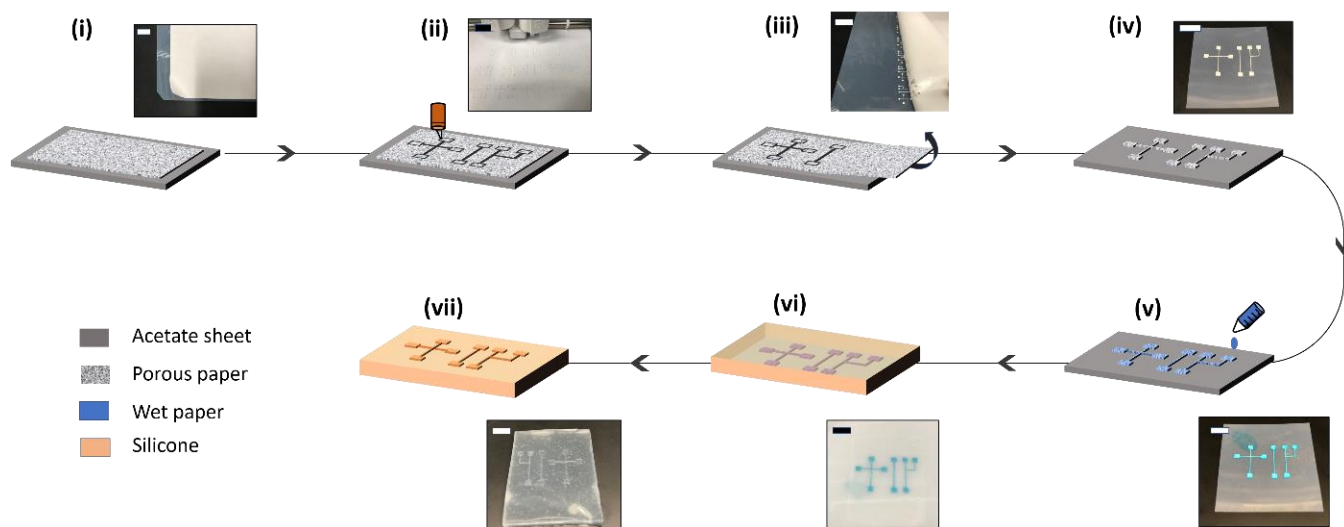 (i)
(ii)
(iii)
(iv)
(vii)
(vi)
(v)
Acetate sheet
Porous paper
Wet paper
Silicone